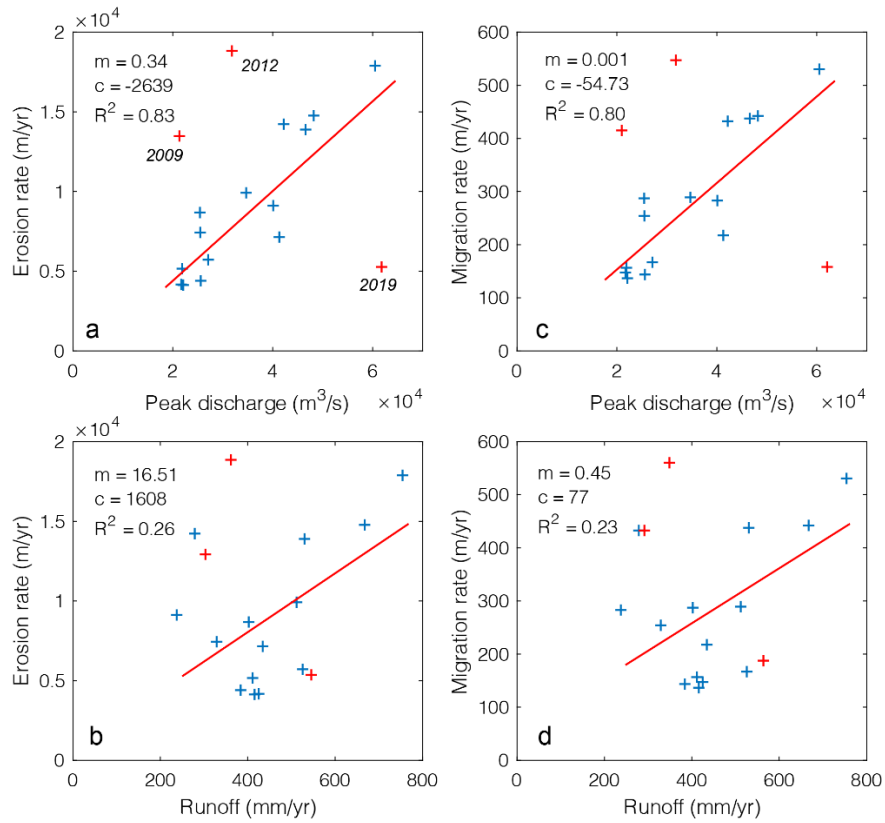 × 10⁴
2
1.5
1
0.5
0
Erosion rate (m/yr)
m = 0.34
c = -2639
R² = 0.83
2012
2009
2019
a
0 2 4 6
Peak discharge (m³/s) × 10⁴
600
500
400
300
200
100
0
Migration rate (m/yr)
m = 0.001
c = -54.73
R² = 0.80
c
0 2 4 6
Peak discharge (m³/s) × 10⁴
× 10⁴
2
1.5
1
0.5
0
Erosion rate (m/yr)
m = 16.51
c = 1608
R² = 0.26
b
0 200 400 600 800
Runoff (mm/yr)
600
500
400
300
200
100
0
Migration rate (m/yr)
m = 0.45
c = 77
R² = 0.23
d
0 200 400 600 800
Runoff (mm/yr)